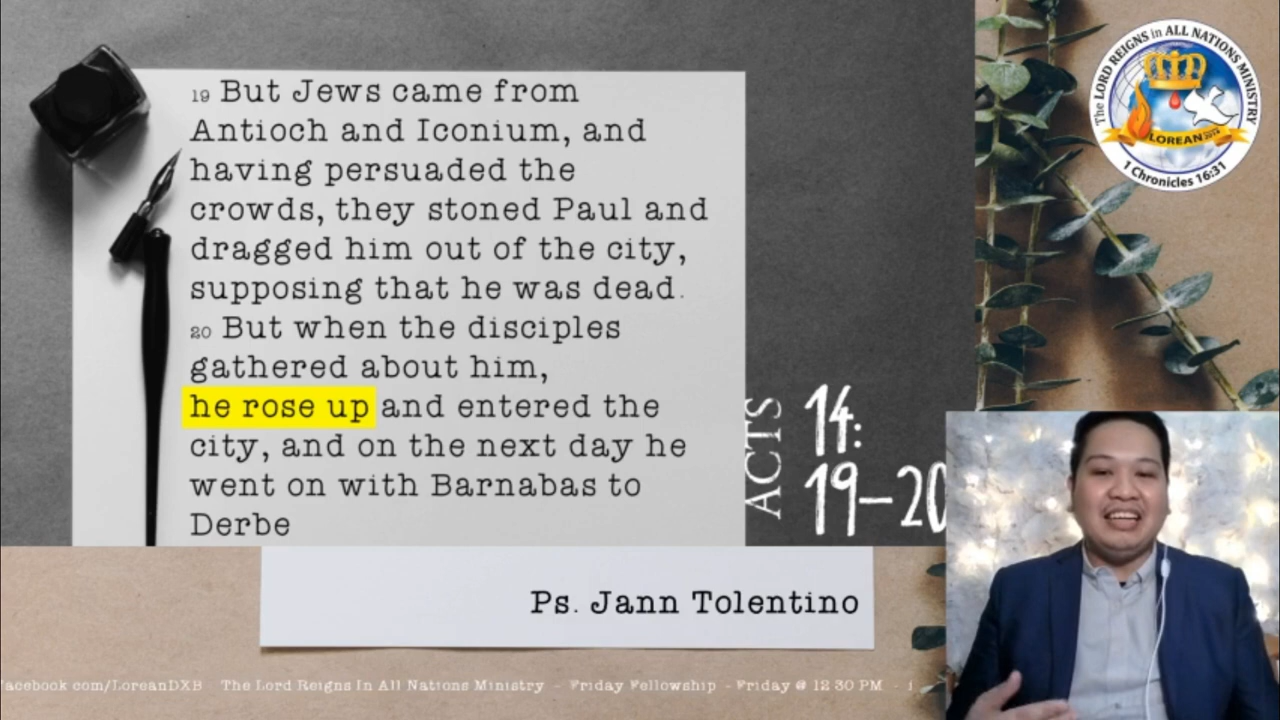 19 But Jews came from
Antioch and Iconium, and
having persuaded the
crowds, they stoned Paul and
dragged him out of the city,
supposing that he was dead.
20 But when the disciples
gathered about him,
he rose up and entered the
city, and on the next day he
went on with Barnabas to
Derbe
ACTS
14:
19-20
The LORD REIGNS in ALL NATIONS MINISTRY
LOREAN 2018
1 Chronicles 16:31
Ps. Jann Tolentino
facebook com/LoreanDXB The Lord Reigns In All Nations Ministry - Friday Fellowship - Friday @ 12 30 PM -